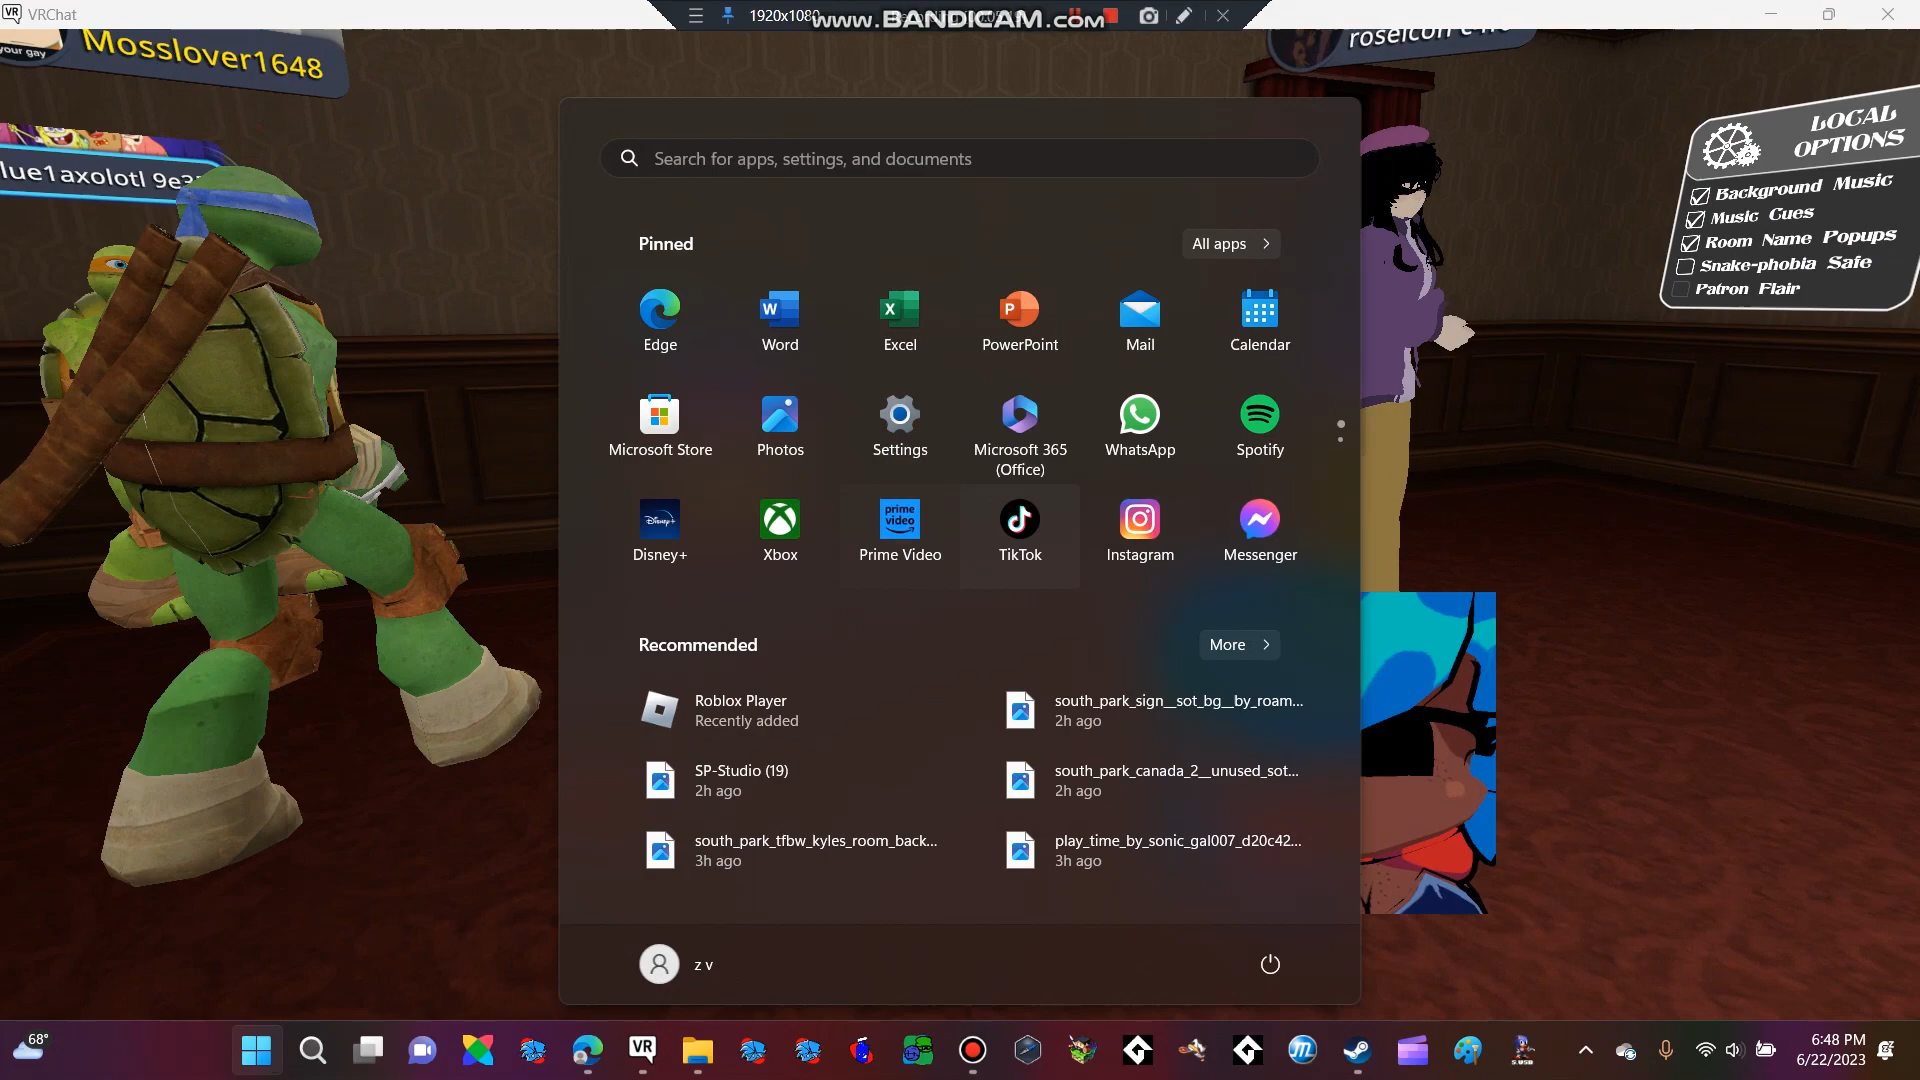 VRChat
1920x1080
www.BANDICAM.com
your gay
Mosslover1648
lue1axolotl
LOCAL
OPTIONS
Background Music
Music Cues
Room Name Popups
Snake-phobia Safe
Patron Flair
Search for apps, settings, and documents
Pinned
All apps
Edge
Word
Excel
PowerPoint
Mail
Calendar
Microsoft Store
Photos
Settings
Microsoft 365
(Office)
WhatsApp
Spotify
Disney+
prime
video
Disney+
Xbox
Prime Video
TikTok
Instagram
Messenger
Recommended
More
Roblox Player
Recently added
south_park_sign__sot_bg__by_roam...
2h ago
SP-Studio (19)
2h ago
south_park_canada_2__unused_sot...
2h ago
south_park_tfbw_kyles_room_back...
3h ago
play_time_by_sonic_gal007_d20c42...
3h ago
z v
68°
VR
6:48 PM
6/22/2023